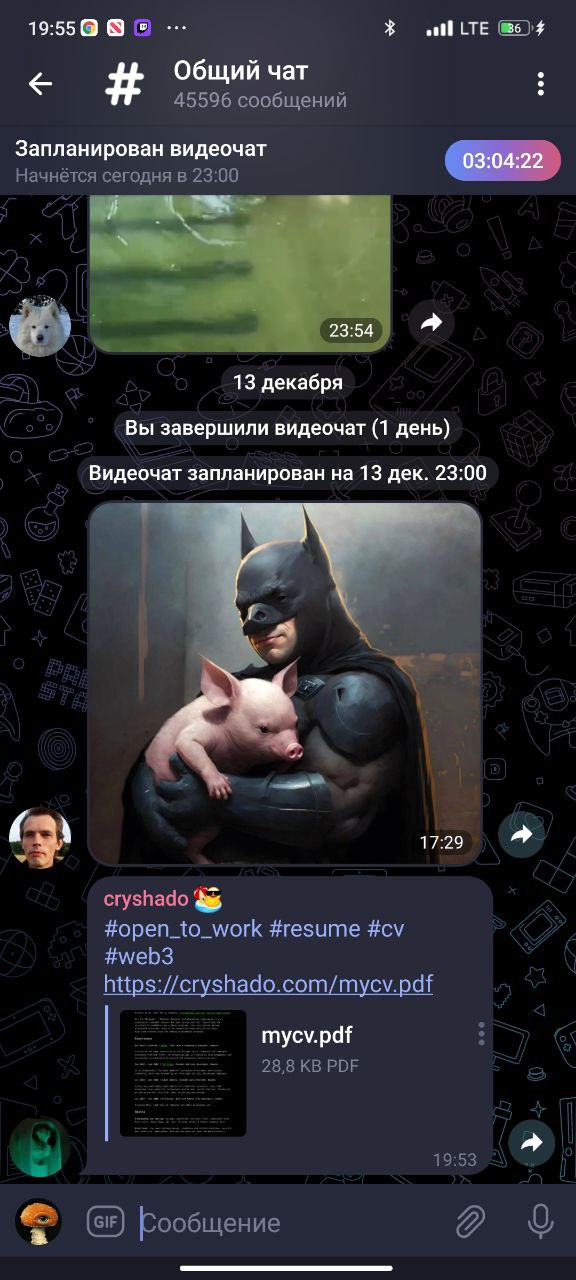 19:55
LTE 36
Общий чат
45596 сообщений
Запланирован видеочат
Начнётся сегодня в 23:00
03:04:22
23:54
13 декабря
Вы завершили видеочат (1 день)
Видеочат запланирован на 13 дек. 23:00
17:29
cryshado
#open_to_work #resume #cv
#web3
https://cryshado.com/mycv.pdf
mycv.pdf
28,8 KB PDF
19:53
GIF
Сообщение